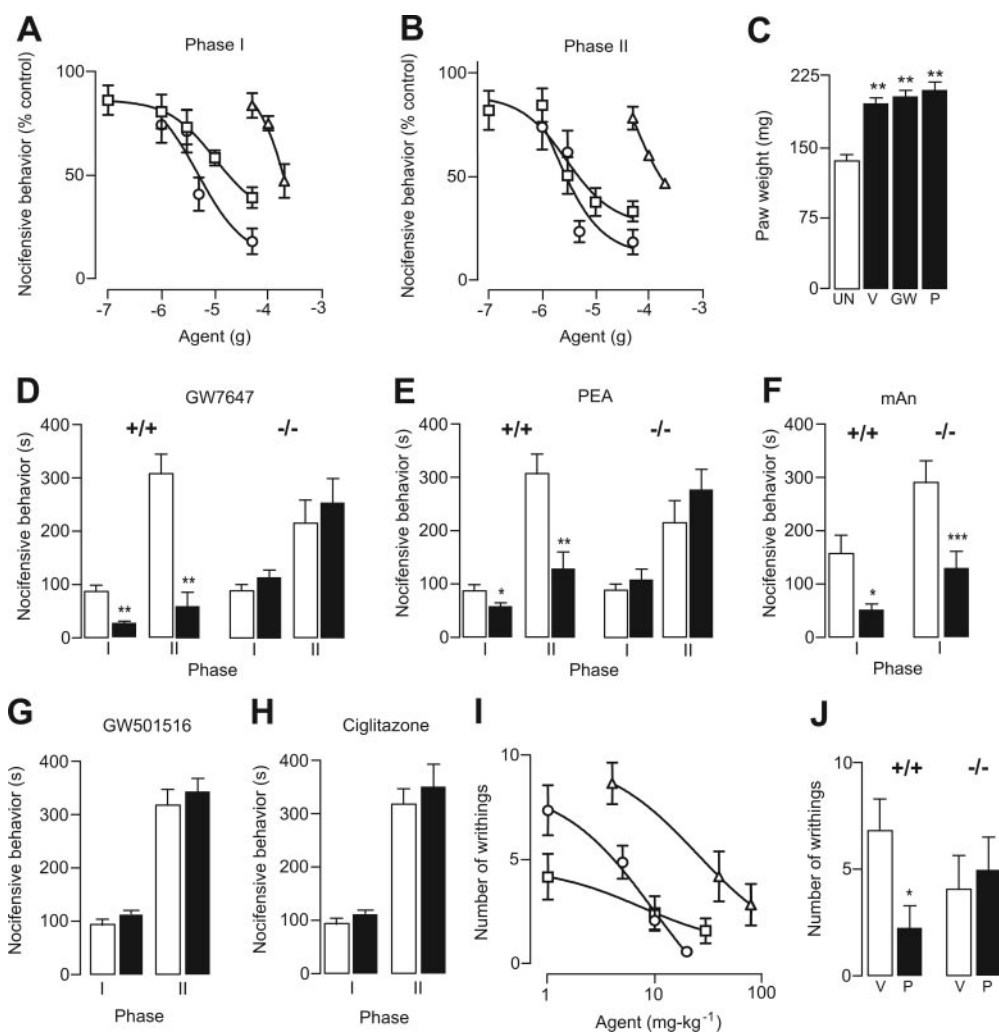 A
Phase I
Nocifensive behavior (% control)
100
50
0
-7
-6
-5
-4
-3
Agent (g)
B
Phase II
Nocifensive behavior (% control)
100
50
0
-7
-6
-5
-4
-3
Agent (g)
C
Paw weight (mg)
225
150
75
0
**
**
**
UN
V
GW
P
D
GW7647
+/+
-/-
Nocifensive behavior (s)
400
300
200
100
0
**
**
I
II
I
II
Phase
E
PEA
+/+
-/-
Nocifensive behavior (s)
400
300
200
100
0
*
**
I
II
I
II
Phase
F
mAn
+/+
-/-
Nocifensive behavior (s)
400
300
200
100
0
*
***
I
I
Phase
G
GW501516
Nocifensive behavior (s)
400
300
200
100
0
I
II
Phase
H
Ciglitazone
Nocifensive behavior (s)
400
300
200
100
0
I
II
Phase
I
Number of writhings
10
5
0
1
10
100
Agent (mg-kg⁻¹)
J
+/+
-/-
Number of writhings
10
5
0
*
V
P
V
P